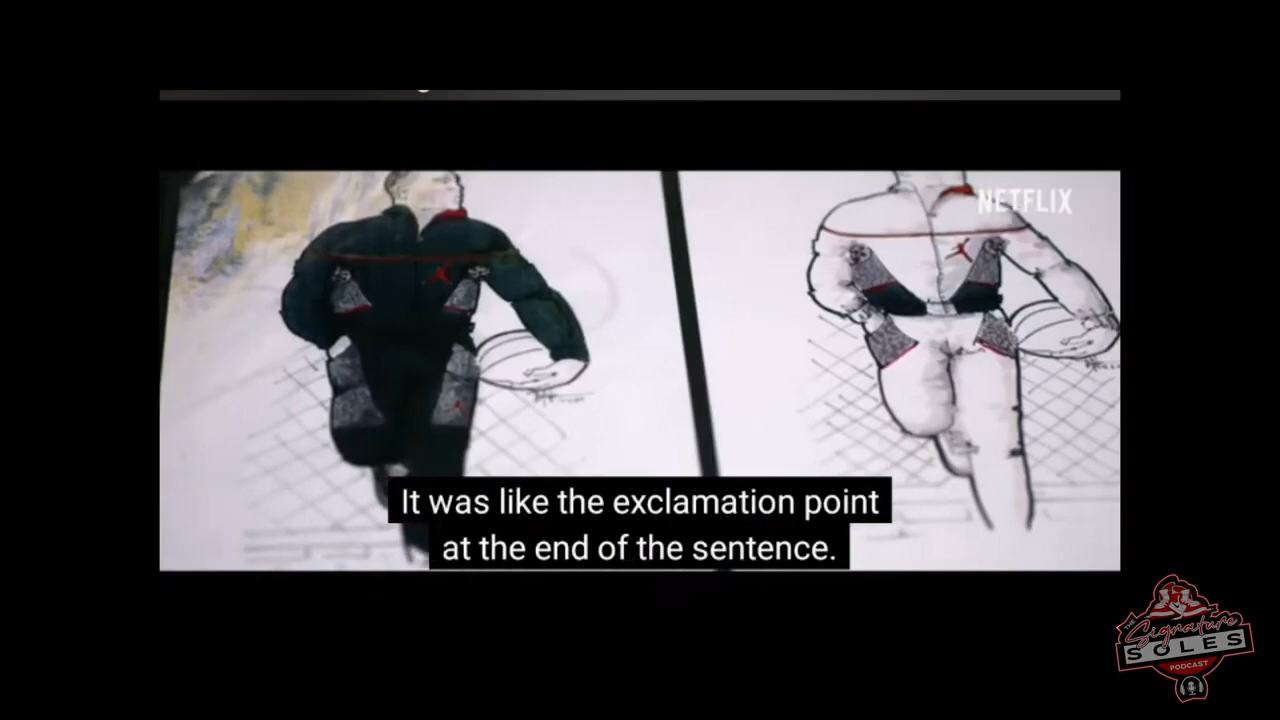 NETFLIX
It was like the exclamation point
at the end of the sentence.
THE
Signature
SOLES
PODCAST